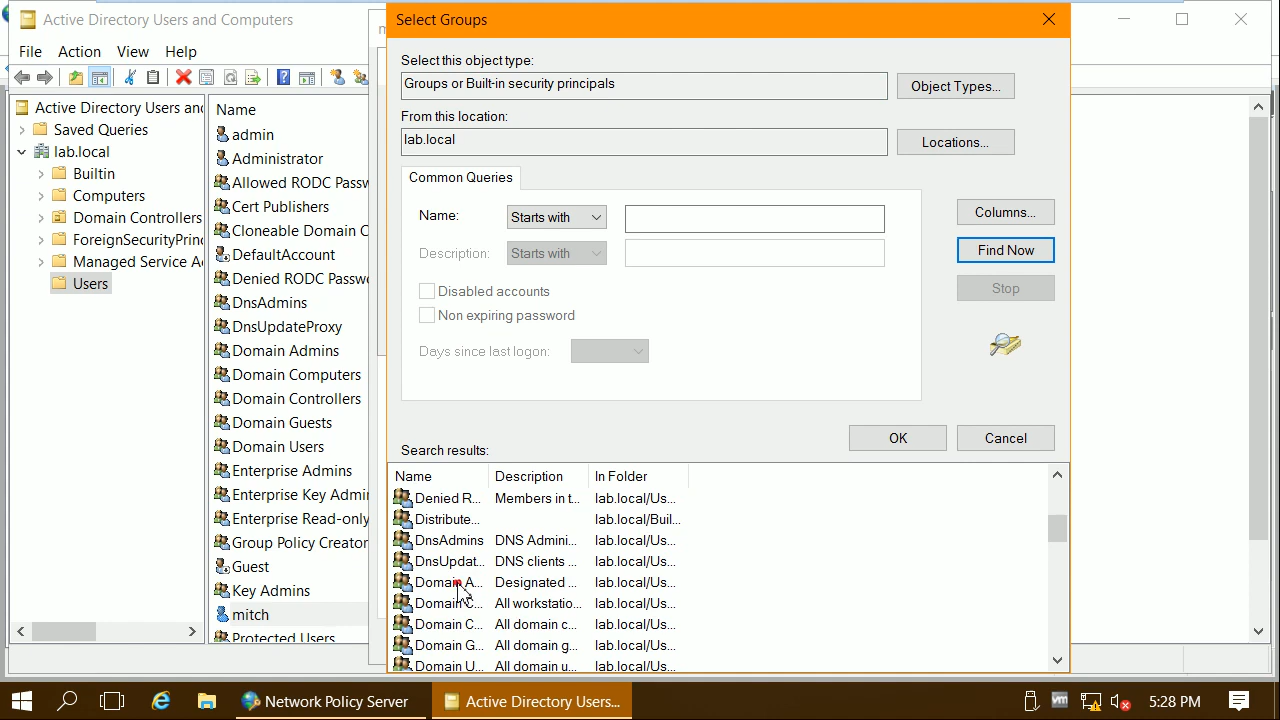 Active Directory Users and Computers
File Action View Help
Active Directory Users and
Saved Queries
lab.local
Builtin
Computers
Domain Controllers
ForeignSecurityPrinc
Managed Service Ac
Users
Name
admin
Administrator
Allowed RODC Passw
Cert Publishers
Cloneable Domain C
DefaultAccount
Denied RODC Passwo
DnsAdmins
DnsUpdateProxy
Domain Admins
Domain Computers
Domain Controllers
Domain Guests
Domain Users
Enterprise Admins
Enterprise Key Admir
Enterprise Read-only
Group Policy Creator
Guest
Key Admins
mitch
Protected Users
Select Groups
Select this object type:
Groups or Built-in security principals
Object Types...
From this location:
lab.local
Locations...
Common Queries
Name: Starts with
Description: Starts with
Disabled accounts
Non expiring password
Days since last logon:
Columns...
Find Now
Stop
OK
Cancel
Search results:
Name Description In Folder
Denied R... Members in t... lab.local/Us...
Distribute... lab.local/Buil...
DnsAdmins DNS Admini... lab.local/Us...
DnsUpdat... DNS clients ... lab.local/Us...
Domain A... Designated ... lab.local/Us...
Domain C... All workstatio... lab.local/Us...
Domain C... All domain c... lab.local/Us...
Domain G... All domain g... lab.local/Us...
Domain U... All domain u... lab.local/Us...
Network Policy Server
Active Directory Users...
vm
5:28 PM